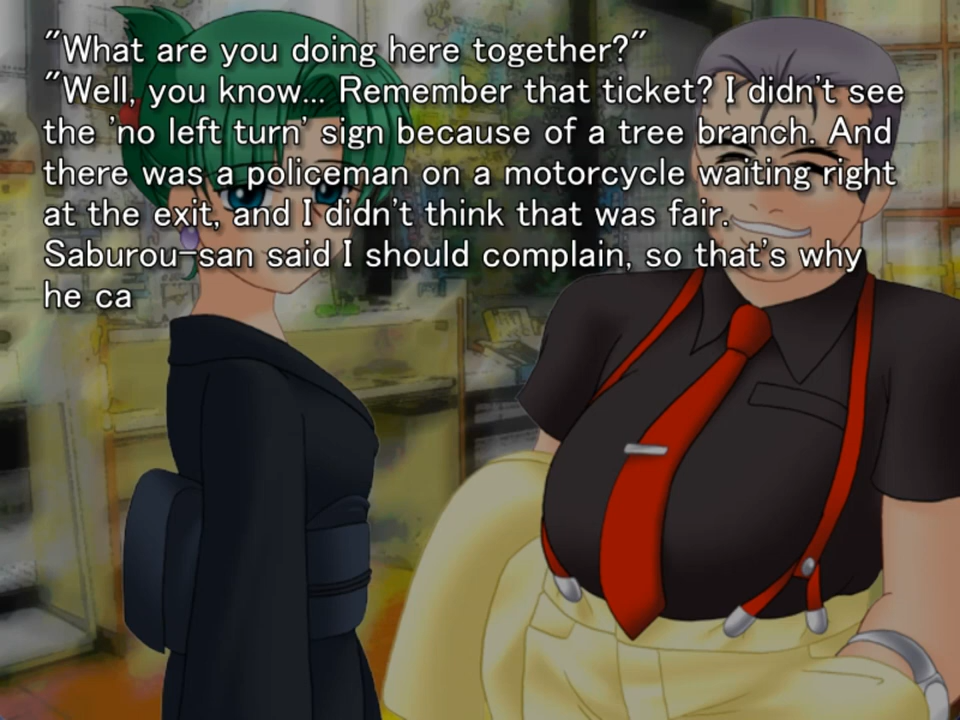 "What are you doing here together?"
"Well, you know... Remember that ticket? I didn't see
the 'no left turn' sign because of a tree branch. And
there was a policeman on a motorcycle waiting right
at the exit, and I didn't think that was fair.
Saburou-san said I should complain, so that's why
he ca